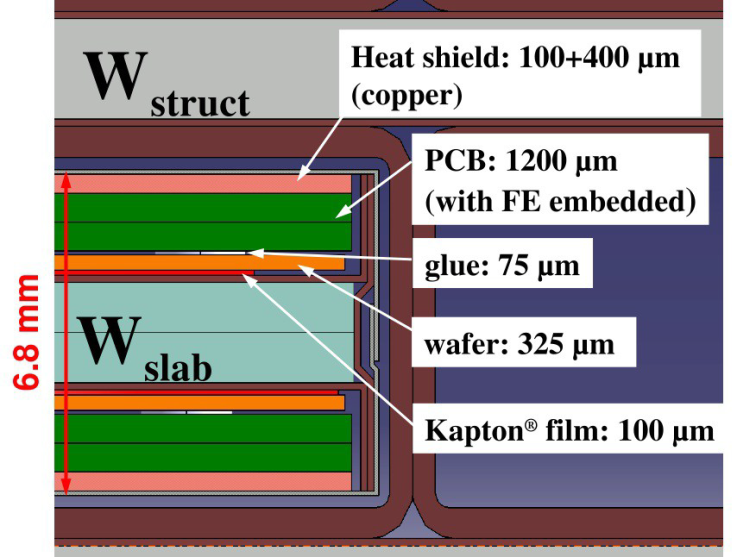 W struct
Heat shield: 100+400 µm
(copper)
PCB: 1200 µm
(with FE embedded)
glue: 75 µm
6.8 mm
W slab
wafer: 325 µm
Kapton® film: 100 µm